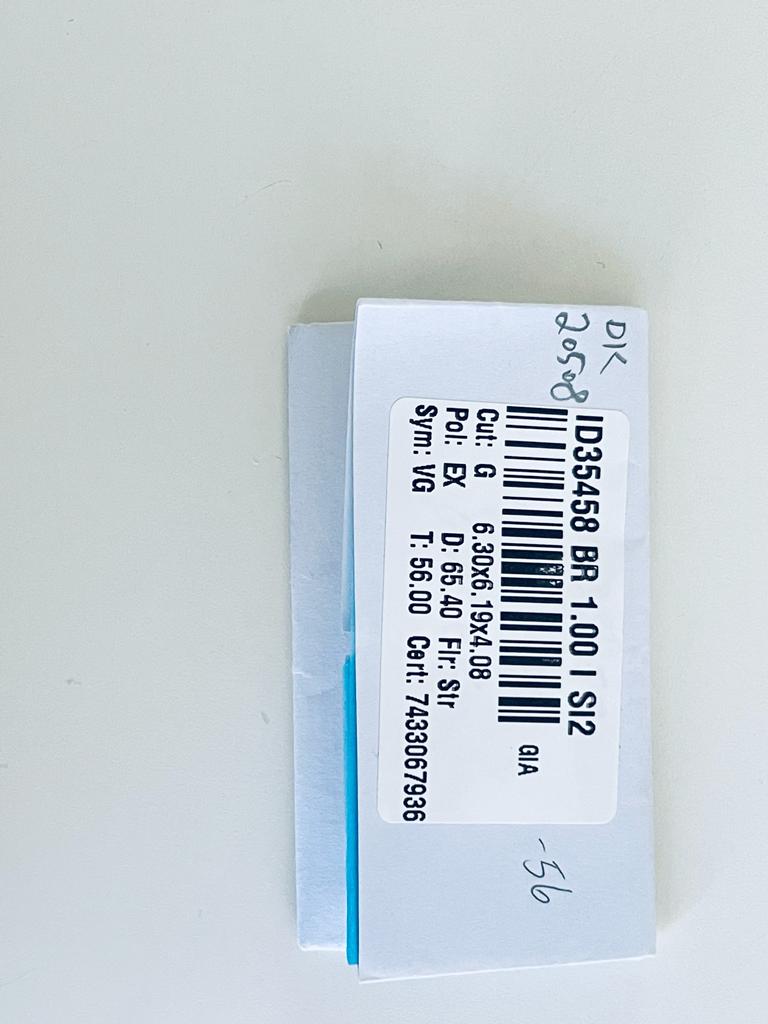 DK
20508
ID35458 BR 1.00 I SI2
GIA
Cut: G 6.30x6.19x4.08
Pol: EX D: 65.40 Flr: Str
Sym: VG T: 56.00 Cert: 7433067936
-56